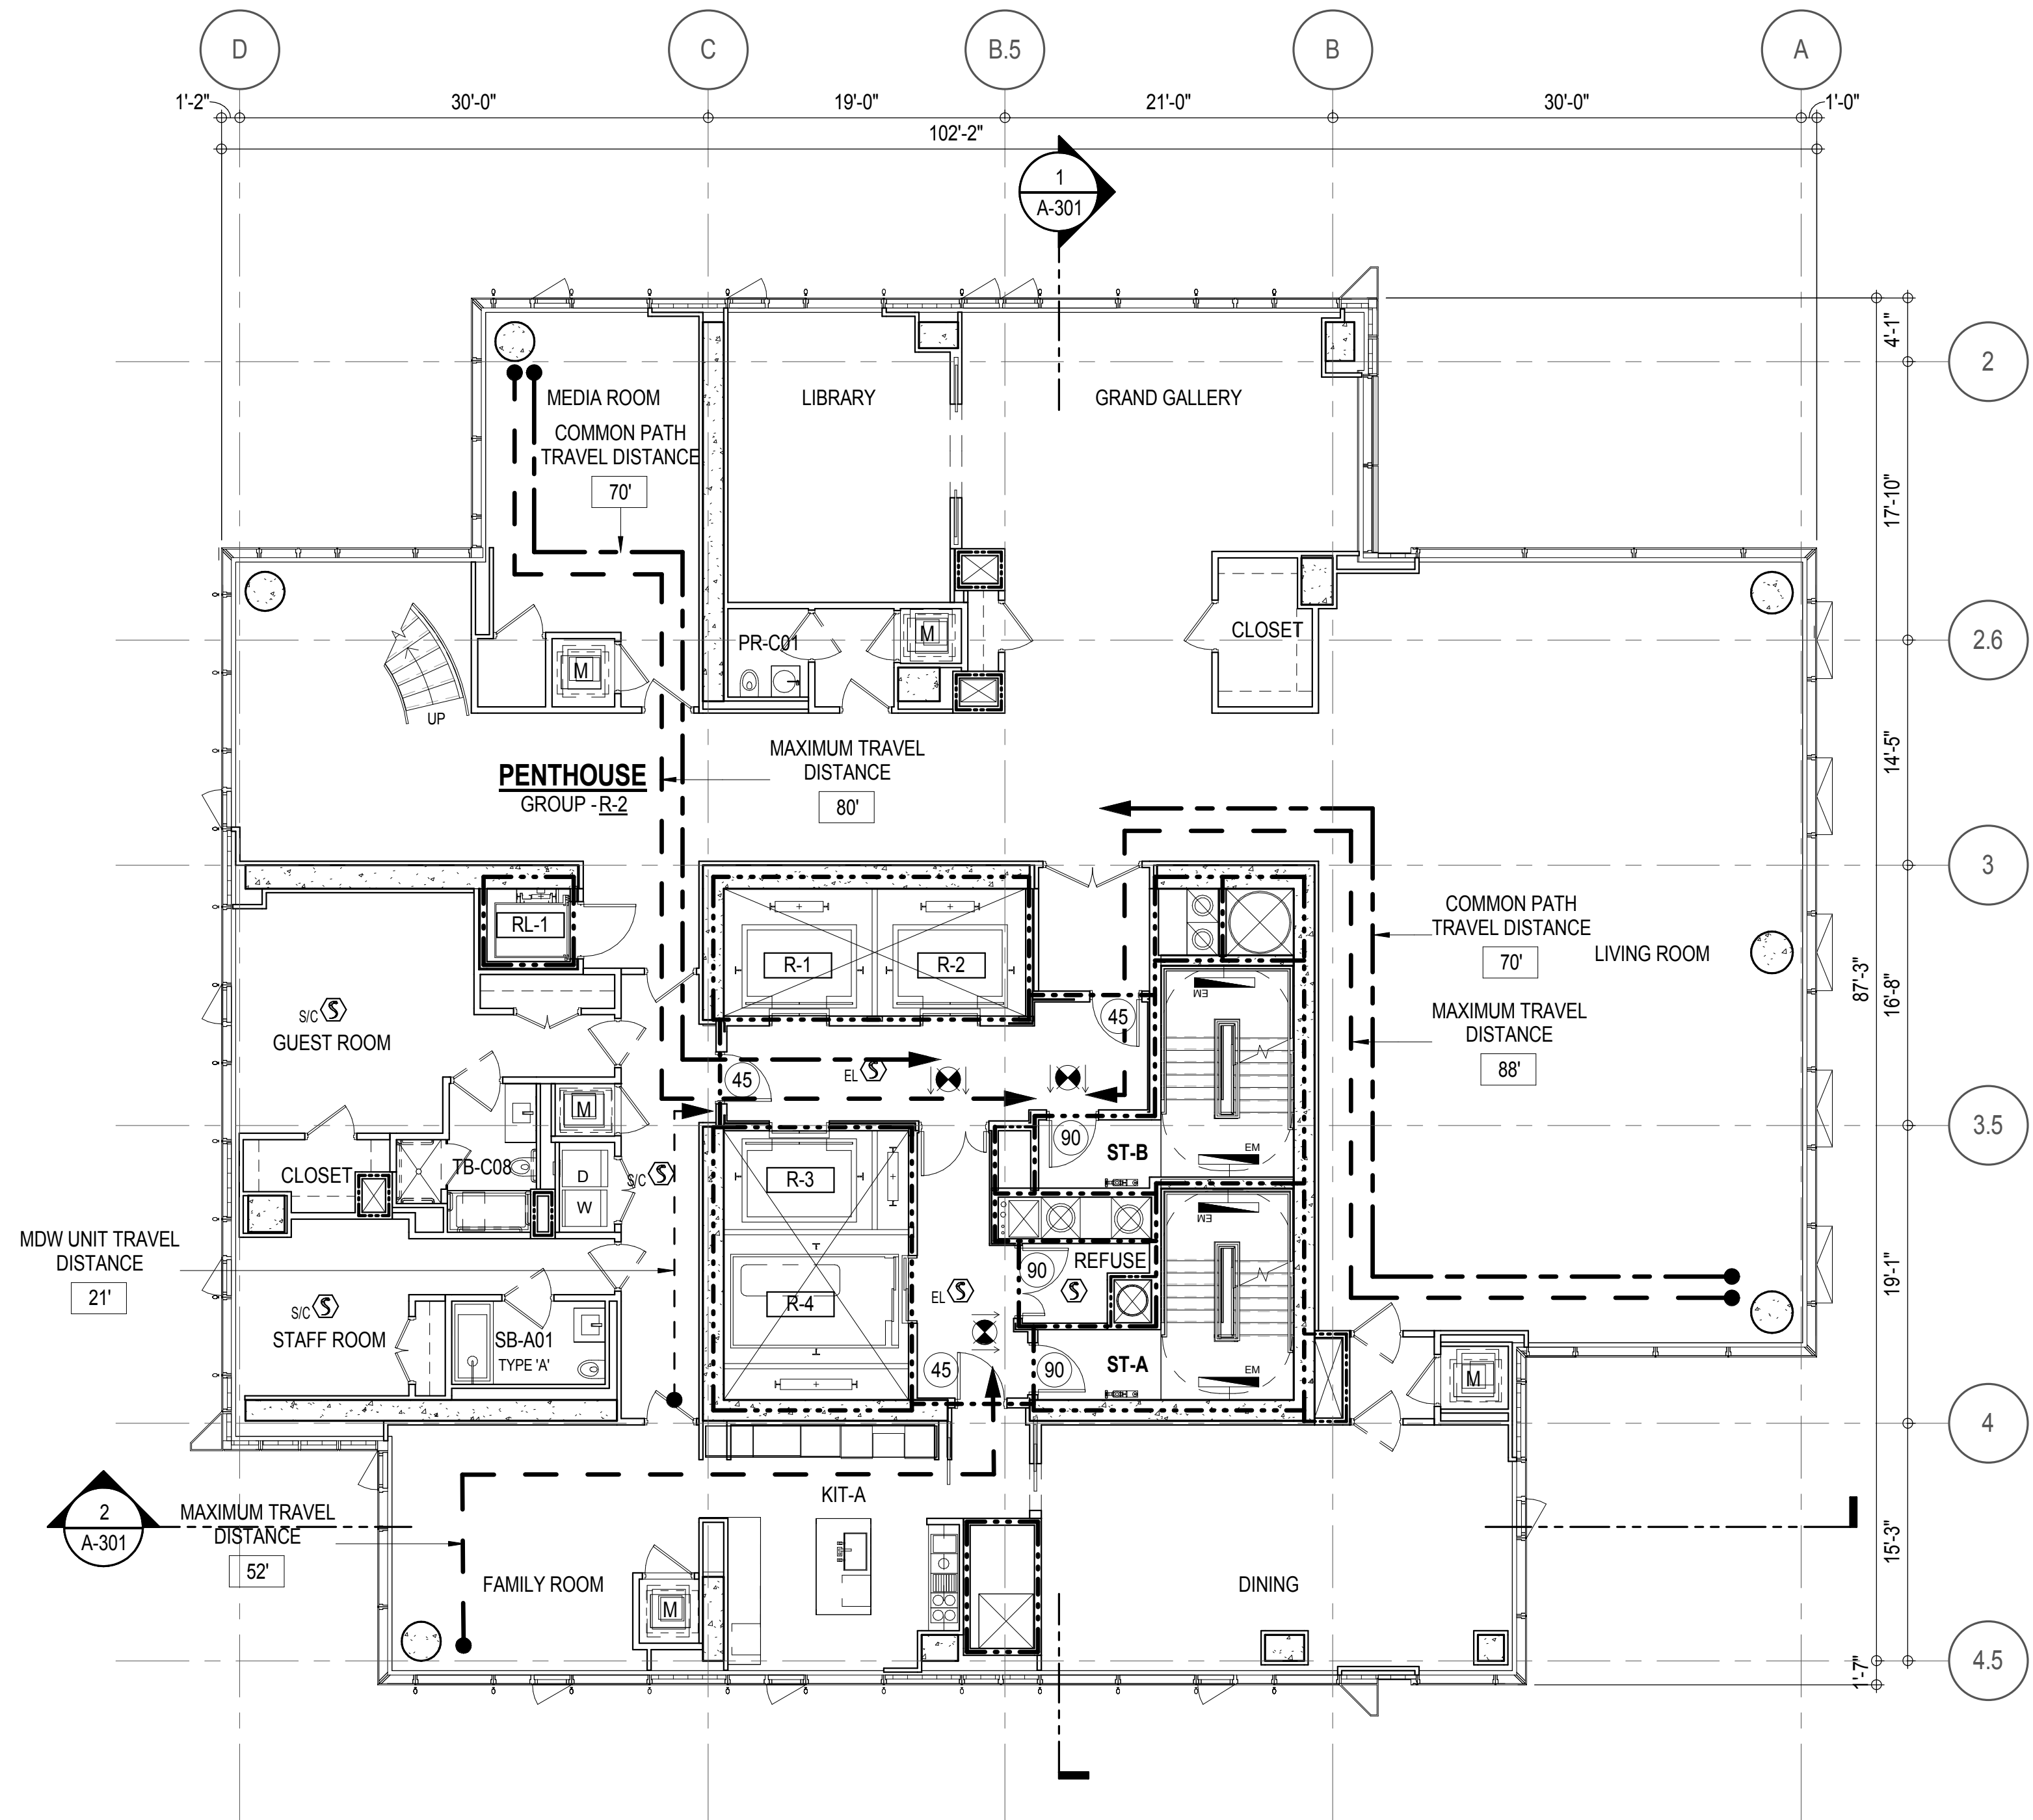 D
C
B.5
B
A
1'-2"
30'-0"
19'-0"
21'-0"
30'-0"
1'-0"
102'-2"
1
A-301
4'-1"
2
MEDIA ROOM
LIBRARY
GRAND GALLERY
COMMON PATH
TRAVEL DISTANCE
70'
17'-10"
PR-C01
M
CLOSET
2.6
M
UP
MAXIMUM TRAVEL
DISTANCE
80'
14'-5"
PENTHOUSE
GROUP - R-2
3
RL-1
R-1
R-2
COMMON PATH
TRAVEL DISTANCE
70'
LIVING ROOM
87'-3"
16'-8"
EM
S/C S
GUEST ROOM
45
MAXIMUM TRAVEL
DISTANCE
88'
45
EL S
M
3.5
90
ST-B
EM
CLOSET
TB-C08
D
S/C S
R-3
W
EM
MDW UNIT TRAVEL
DISTANCE
21'
REFUSE
90
S
EL S
19'-1"
S/C S
STAFF ROOM
SB-A01
TYPE 'A'
R-4
45
90
ST-A
EM
M
4
KIT-A
2
A-301
MAXIMUM TRAVEL
DISTANCE
52'
15'-3"
FAMILY ROOM
M
DINING
4.5
1'-7"